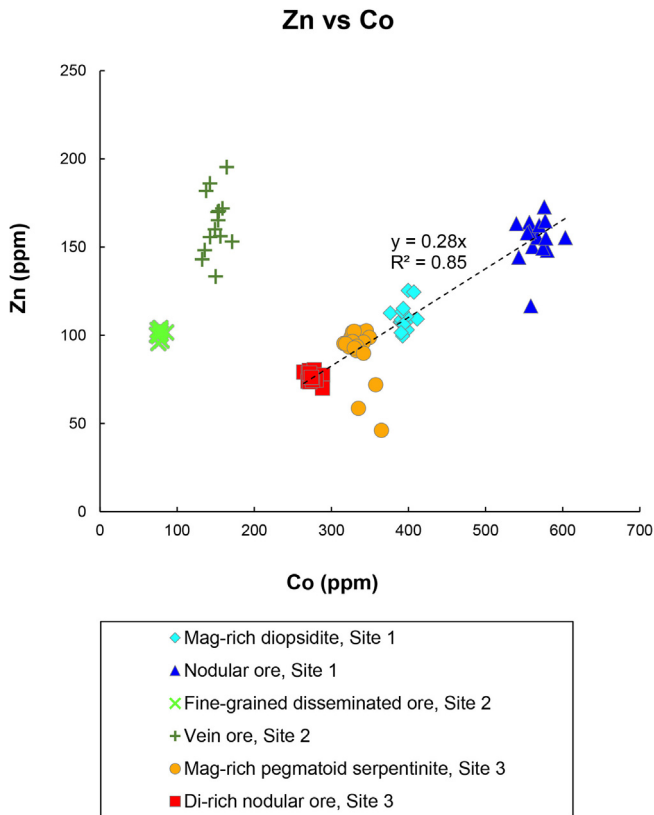 Zn vs Co
250
200
150
100
50
0
Zn (ppm)
y = 0.28x
R² = 0.85
0 100 200 300 400 500 600 700
Co (ppm)
Mag-rich diopsidite, Site 1
Nodular ore, Site 1
Fine-grained disseminated ore, Site 2
Vein ore, Site 2
Mag-rich pegmatoid serpentinite, Site 3
Di-rich nodular ore, Site 3